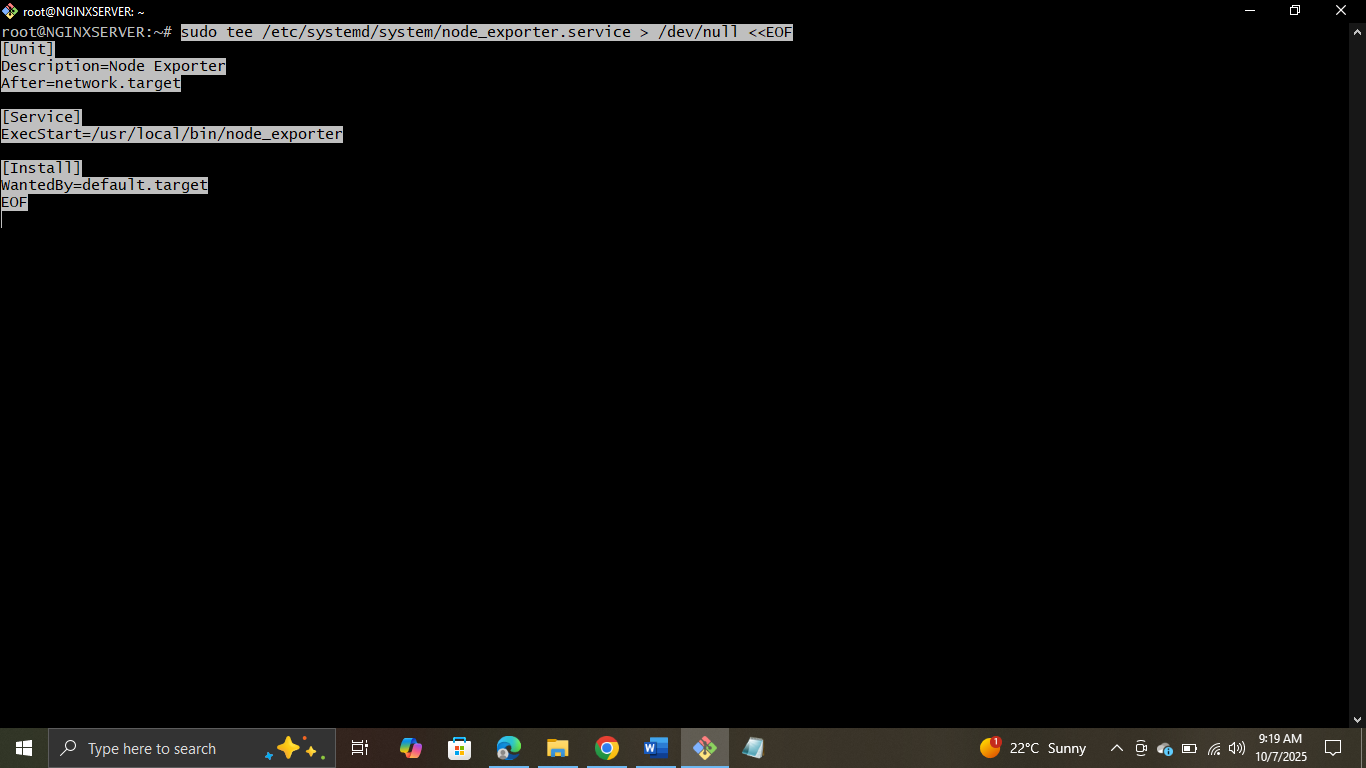 root@NGINXSERVER: ~
root@NGINXSERVER:~# sudo tee /etc/systemd/system/node_exporter.service > /dev/null <<EOF
[Unit]
Description=Node Exporter
After=network.target

[Service]
ExecStart=/usr/local/bin/node_exporter

[Install]
WantedBy=default.target
EOF
Type here to search
1
22°C Sunny
9:19 AM
10/7/2025